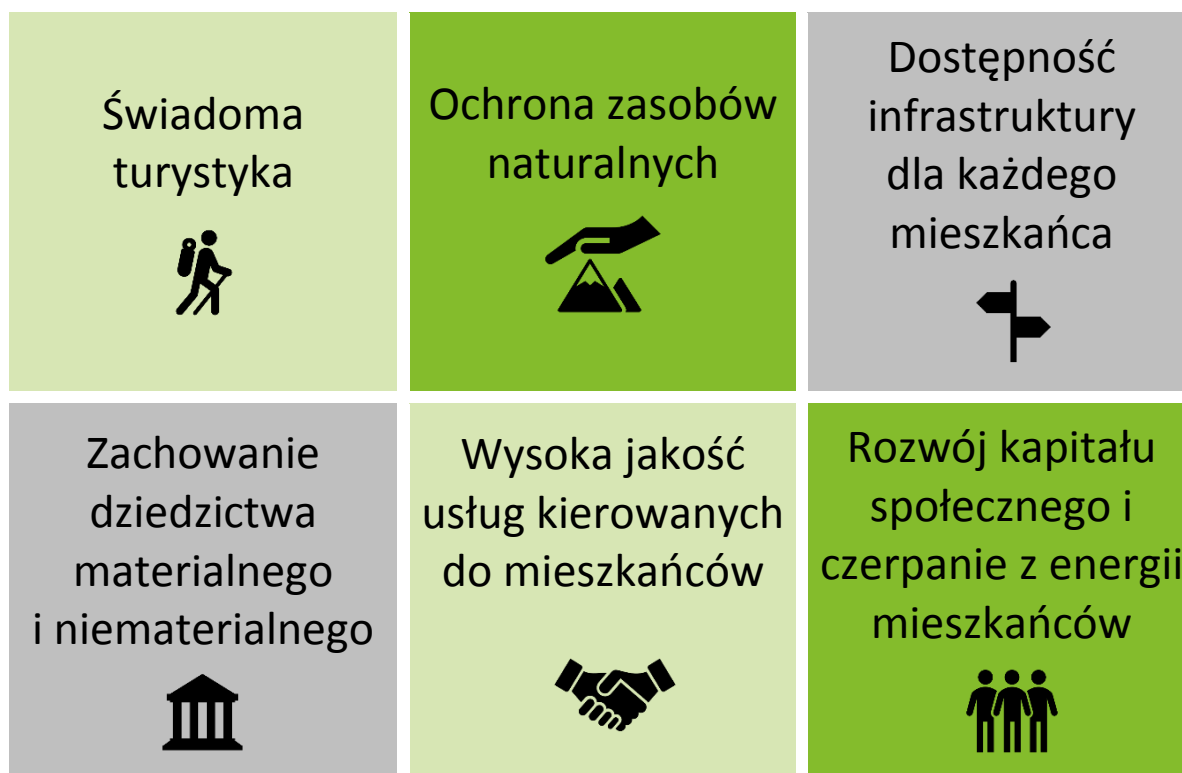 Świadoma
turystyka
Ochrona zasobów
naturalnych
Dostępność
infrastruktury
dla każdego
mieszkańca
Zachowanie
dziedzictwa
materialnego
i niematerialnego
Wysoka jakość
usług kierowanych
do mieszkańców
Rozwój kapitału
społecznego i
czerpanie z energii
mieszkańców